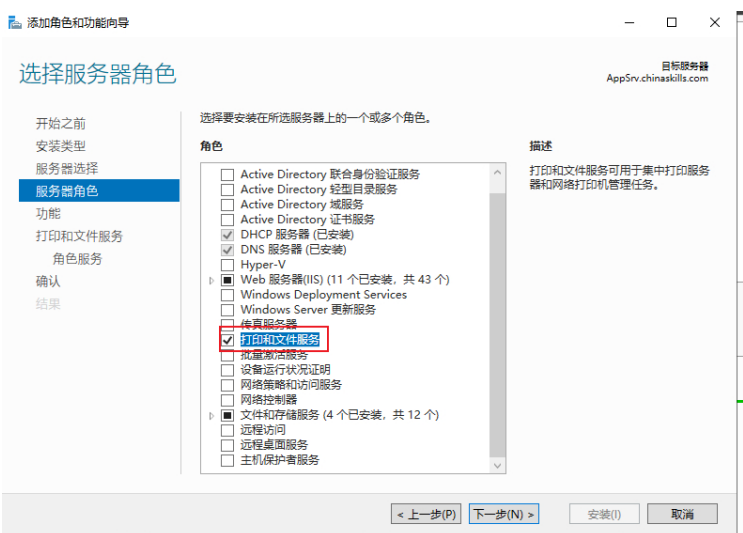 添加角色和功能向导
选择服务器角色
目标服务器
AppSrv.chinaskills.com
开始之前
安装类型
服务器选择
服务器角色
功能
打印和文件服务
角色服务
确认
结果
选择要安装在所选服务器上的一个或多个角色。
角色
Active Directory 联合身份验证服务
Active Directory 轻型目录服务
Active Directory 域服务
Active Directory 证书服务
DHCP 服务器 (已安装)
DNS 服务器 (已安装)
Hyper-V
Web 服务器(IIS) (11 个已安装，共 43 个)
Windows Deployment Services
Windows Server 更新服务
传真服务器
打印和文件服务
批量激活服务
设备运行状况证明
网络策略和访问服务
网络控制器
文件和存储服务 (4 个已安装，共 12 个)
远程访问
远程桌面服务
主机保护者服务
描述
打印和文件服务可用于集中打印服务
器和网络打印机管理任务。
< 上一步(P)
下一步(N) >
安装(I)
取消